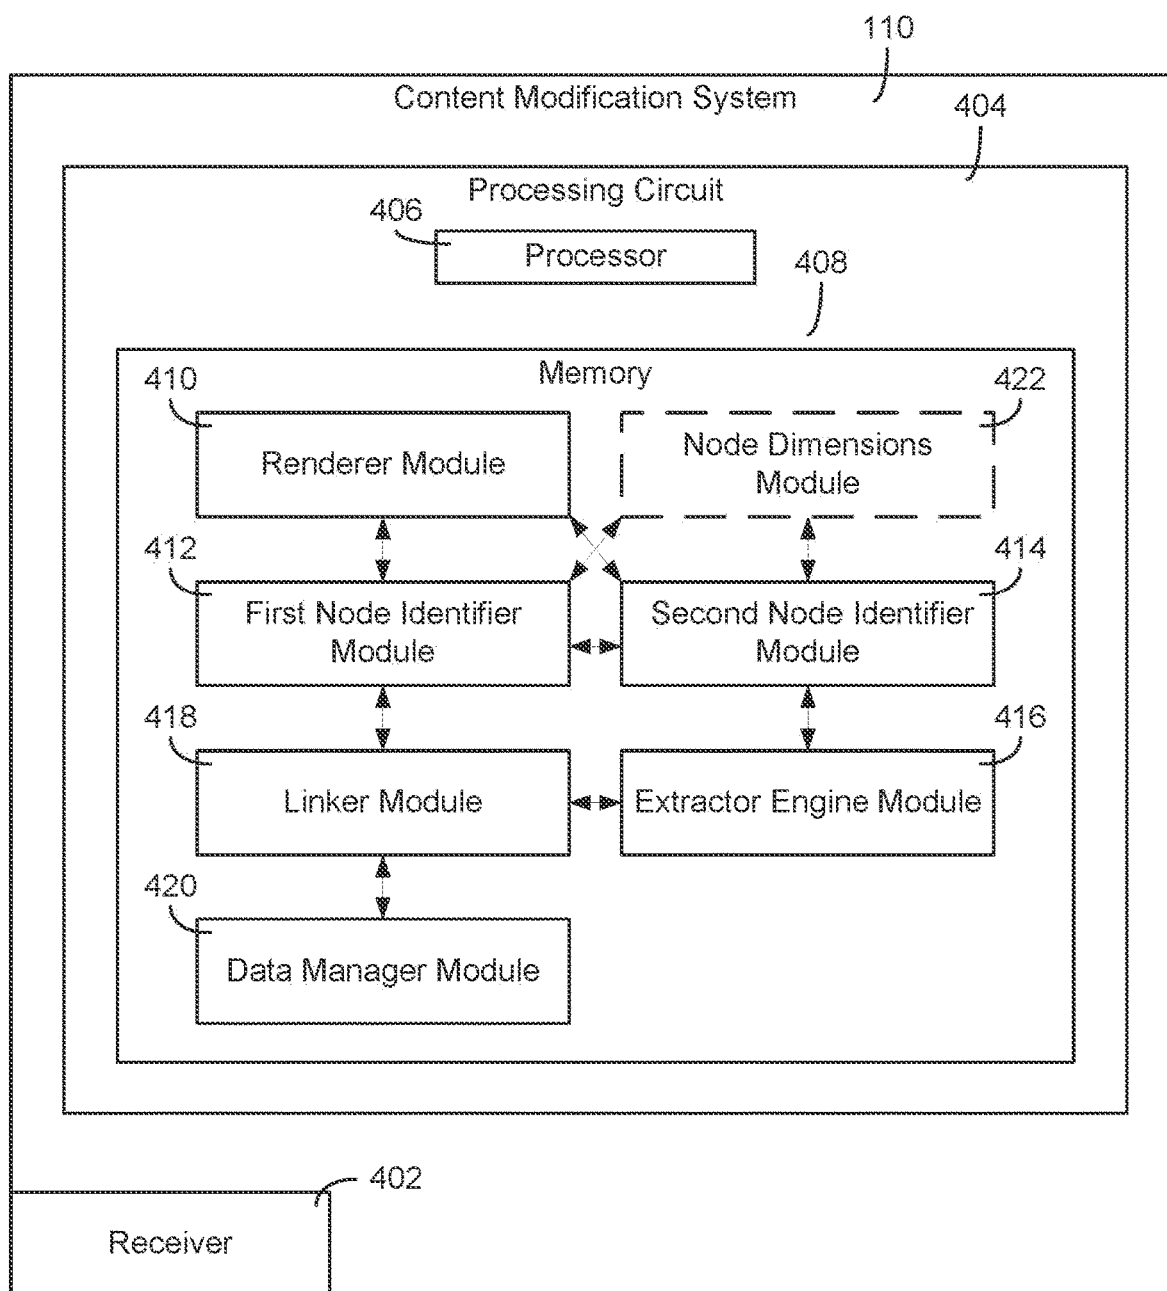 110
Content Modification System
404
Processing Circuit
406
Processor
408
Memory
410
Renderer Module
422
Node Dimensions
Module
412
First Node Identifier
Module
414
Second Node Identifier
Module
418
Linker Module
416
Extractor Engine Module
420
Data Manager Module
402
Receiver